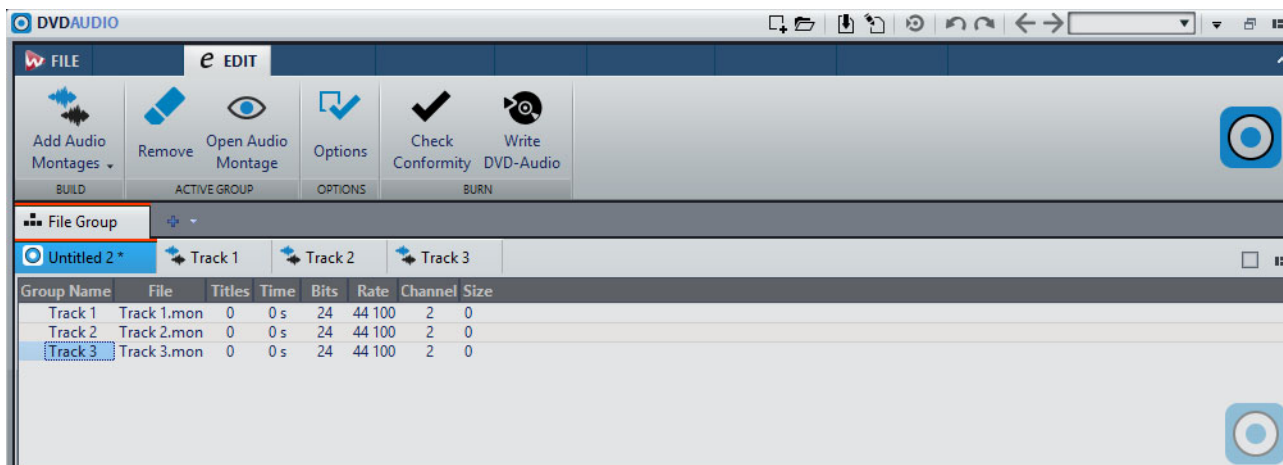 DVDAUDIO
FILE
e EDIT
Add Audio Montages
Remove
Open Audio Montage
Options
Check Conformity
Write DVD-Audio
BUILD
ACTIVE GROUP
OPTIONS
BURN
File Group
Untitled 2 * Track 1 Track 2 Track 3
Group Name File Titles Time Bits Rate Channel Size
Track 1 Track 1.mon 0 0 s 24 44 100 2 0
Track 2 Track 2.mon 0 0 s 24 44 100 2 0
Track 3 Track 3.mon 0 0 s 24 44 100 2 0